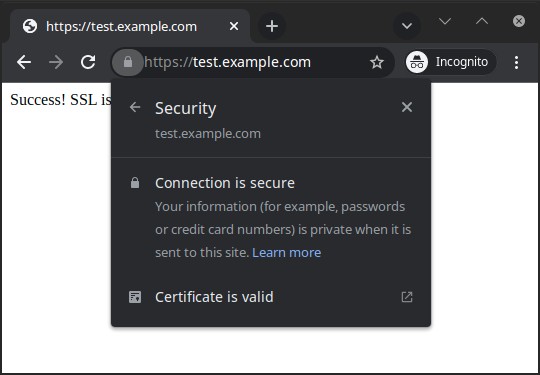 https://test.example.com
https://test.example.com
Incognito
Success! SSL is
Security
test.example.com
Connection is secure
Your information (for example, passwords
or credit card numbers) is private when it is
sent to this site. Learn more
Certificate is valid